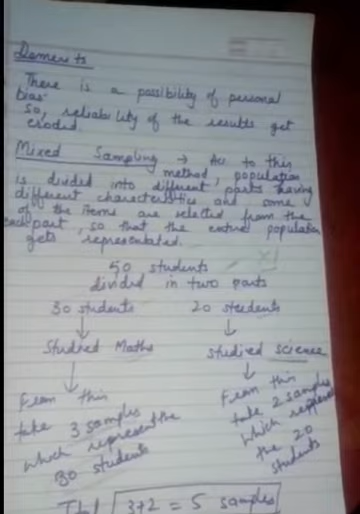 Demerits
There is a possibility of personal
bias
So, reliability of the results get
eroded.
Mixed Sampling → Acc to this
method, population
is divided into different parts having
different characteristics and some
of the items are selected from the
each part, so that the entire population
gets represented.
50 students
divided in two parts
30 students 20 students
↓ ↓
Studied Maths studied science
↓ ↓
From this From this
take 3 samples take 2 samples
which represent the which represent
30 students the 20
students
3+2 = 5 samples